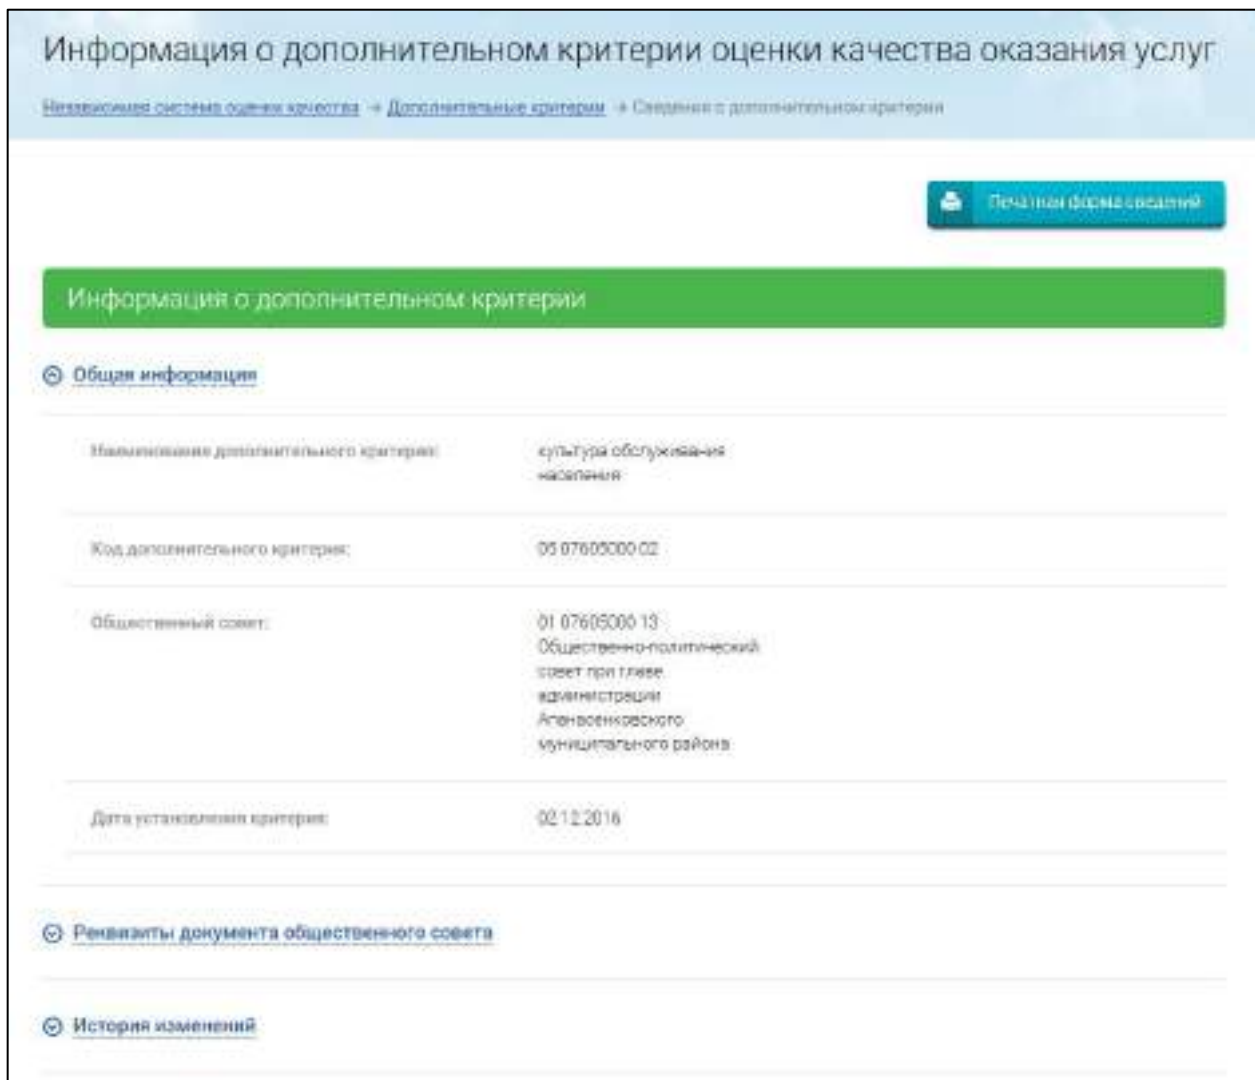 Информация о дополнительном критерии оценки качества оказания услуг
Независимая система оценки качества → Дополнительные критерии → Сведения о дополнительном критерии
Печатная форма сведений
Информация о дополнительном критерии
Общая информация
Наименование дополнительного критерия: культура обслуживания
населения
Код дополнительного критерия: 05 07605000 02
Общественный совет: 01 07605000 13
Общественно-политический
совет при главе
администрации
Апанасенковского
муниципального района
Дата установления критерия: 02.12.2016
Реквизиты документа общественного совета
История изменений